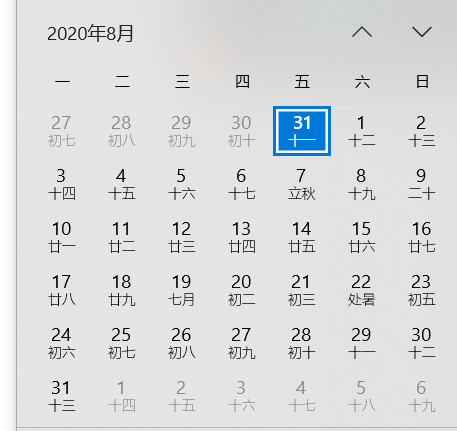 2020年8月
一 二 三 四 五 六 日
27 28 29 30 31 1 2
初七 初八 初九 初十 十一 十二 十三
3 4 5 6 7 8 9
十四 十五 十六 十七 立秋 十九 二十
10 11 12 13 14 15 16
廿一 廿二 廿三 廿四 廿五 廿六 廿七
17 18 19 20 21 22 23
廿八 廿九 七月 初二 初三 处暑 初五
24 25 26 27 28 29 30
初六 初七 初八 初九 初十 十一 十二
31 1 2 3 4 5 6
十三 十四 十五 十六 十七 十八 十九